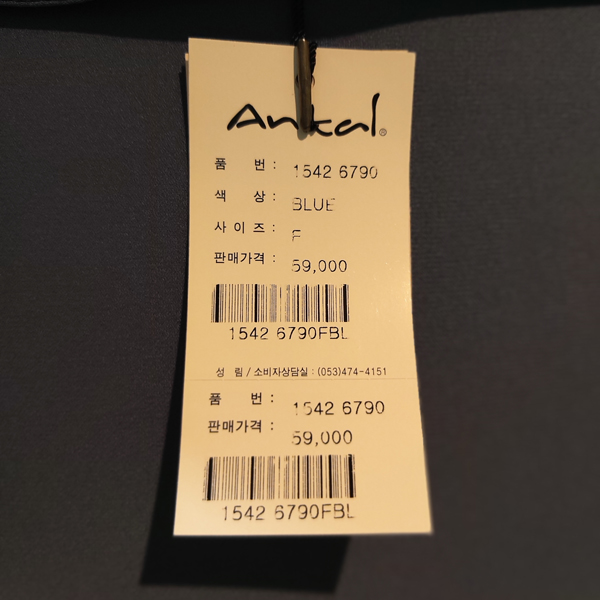 Ankal®
품 번 : 1542 6790
색 상 : BLUE
사 이 즈 : F
판매가격 : 59,000
1542 6790FBL
성 림 / 소비자상담실 : (053)474-4151
품 번 : 1542 6790
판매가격 : 59,000
1542 6790FBL